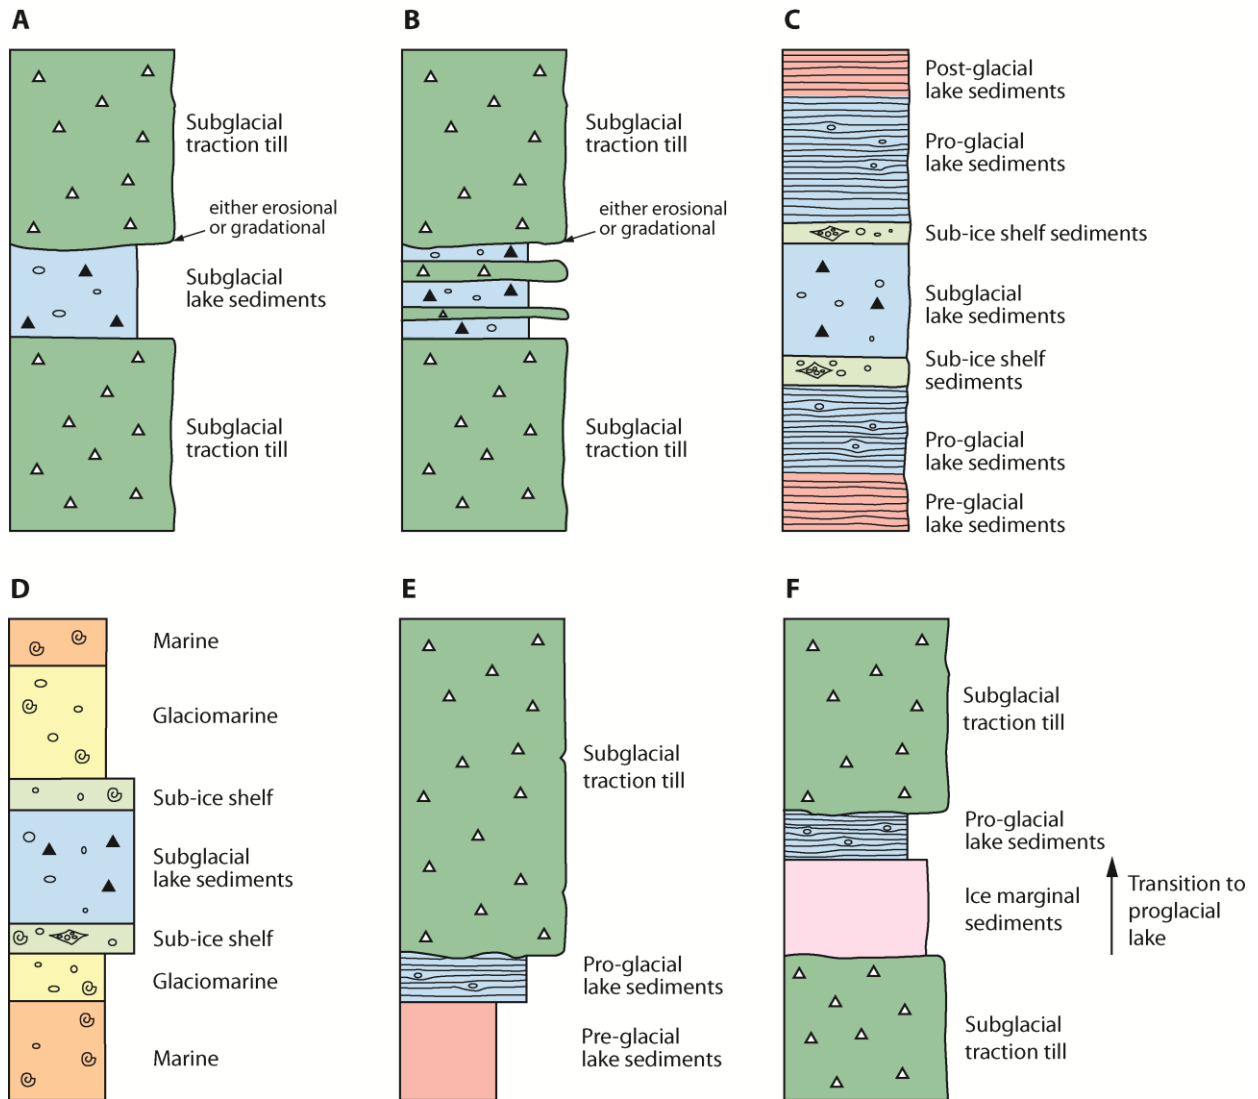 A
Subglacial
traction till
either erosional
or gradational
Subglacial
lake sediments
Subglacial
traction till
B
Subglacial
traction till
either erosional
or gradational
Subglacial
traction till
C
Post-glacial
lake sediments
Pro-glacial
lake sediments
Sub-ice shelf sediments
Subglacial
lake sediments
Sub-ice shelf
sediments
Pro-glacial
lake sediments
Pre-glacial
lake sediments
D
Marine
Glaciomarine
Sub-ice shelf
Subglacial
lake sediments
Sub-ice shelf
Glaciomarine
Marine
E
Subglacial
traction till
Pro-glacial
lake sediments
Pre-glacial
lake sediments
F
Subglacial
traction till
Pro-glacial
lake sediments
Ice marginal
sediments
Transition to
proglacial
lake
Subglacial
traction till